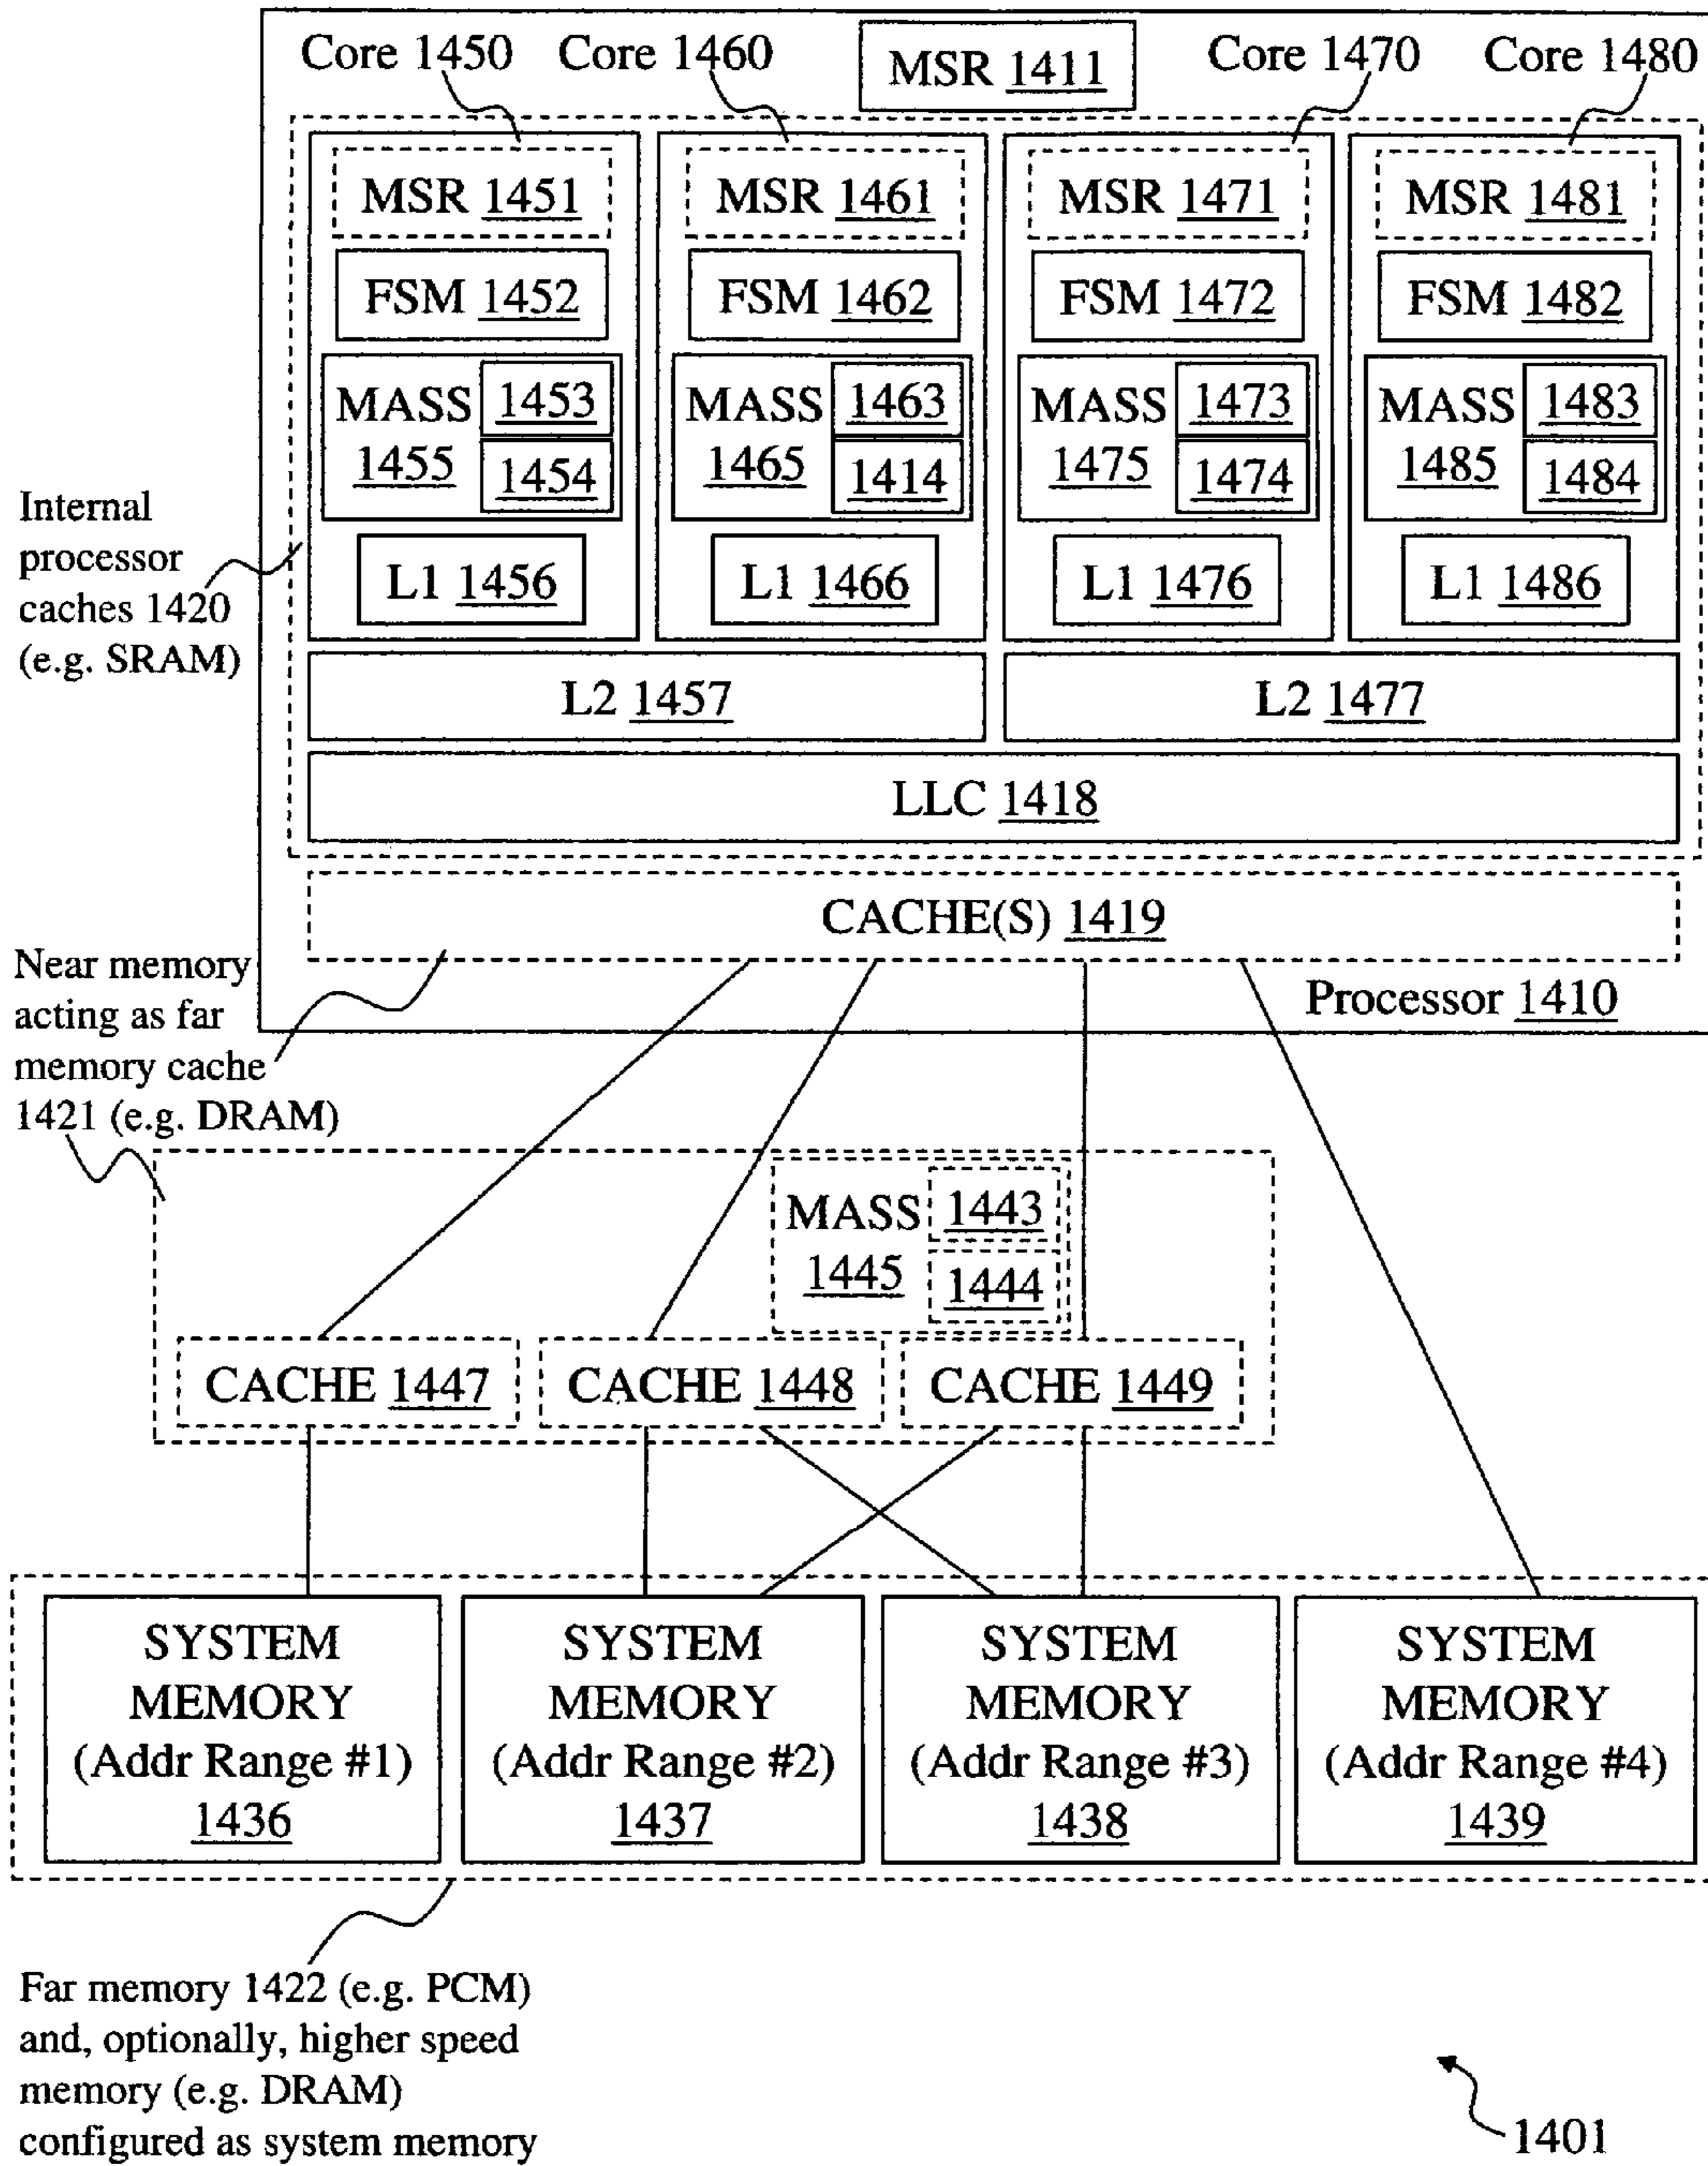 Core 1450 Core 1460 MSR 1411 Core 1470 Core 1480
MSR 1451 MSR 1461 MSR 1471 MSR 1481
FSM 1452 FSM 1462 FSM 1472 FSM 1482
MASS 1455 1453 1454
MASS 1465 1463 1414
MASS 1475 1473 1474
MASS 1485 1483 1484
L1 1456 L1 1466 L1 1476 L1 1486
Internal
processor
caches 1420
(e.g. SRAM)
L2 1457 L2 1477
LLC 1418
CACHE(S) 1419
Processor 1410
Near memory
acting as far
memory cache
1421 (e.g. DRAM)
MASS 1443
1445 1444
CACHE 1447 CACHE 1448 CACHE 1449
SYSTEM
MEMORY
(Addr Range #1)
1436
SYSTEM
MEMORY
(Addr Range #2)
1437
SYSTEM
MEMORY
(Addr Range #3)
1438
SYSTEM
MEMORY
(Addr Range #4)
1439
Far memory 1422 (e.g. PCM)
and, optionally, higher speed
memory (e.g. DRAM)
configured as system memory
1401